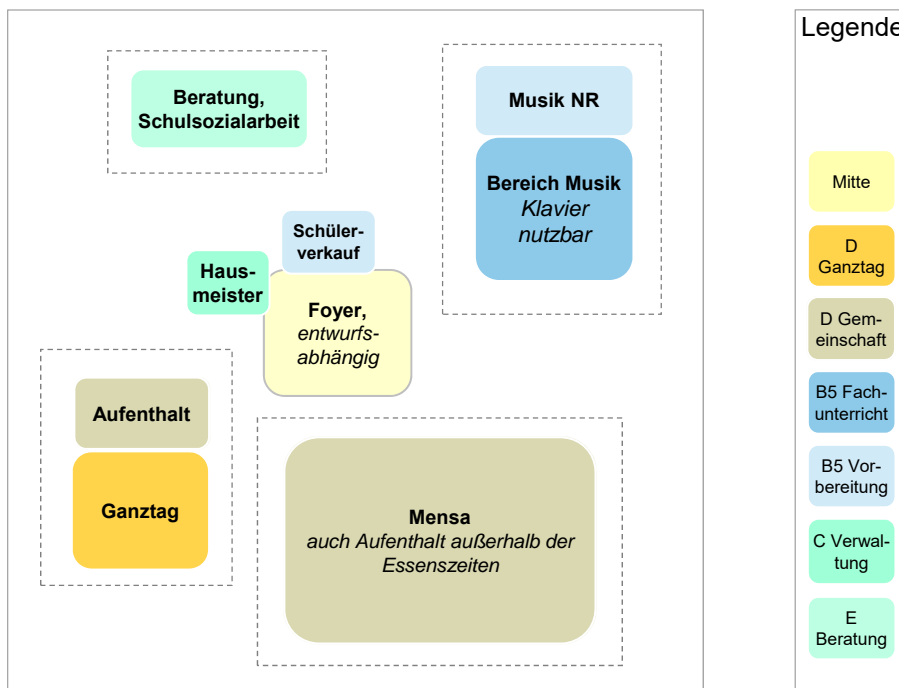 Beratung,
Schulsozialarbeit
Musik NR
Bereich Musik
Klavier
nutzbar
Schüler-
verkauf
Haus-
meister
Foyer,
entwurfs-
abhängig
Aufenthalt
Ganztag
Mensa
auch Aufenthalt außerhalb der
Essenszeiten
Legende
Mitte
D
Ganztag
D Gem-
einschaft
B5 Fach-
unterricht
B5 Vor-
bereitung
C Verwal-
tung
E
Beratung